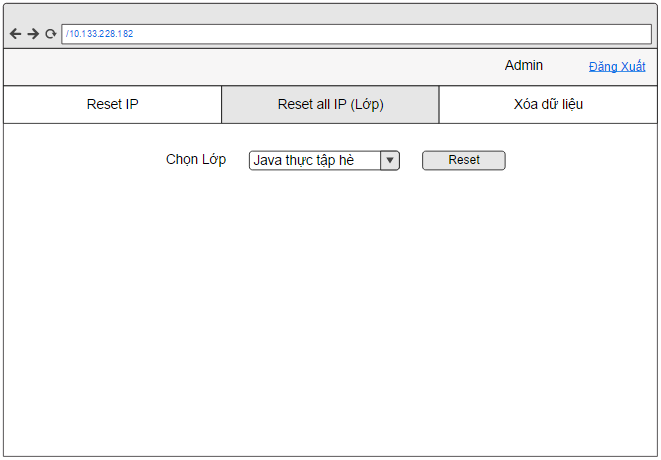 /10.133.228.182
Admin Đăng Xuất
Reset IP Reset all IP (Lớp) Xóa dữ liệu
Chọn Lớp Java thực tập hè Reset